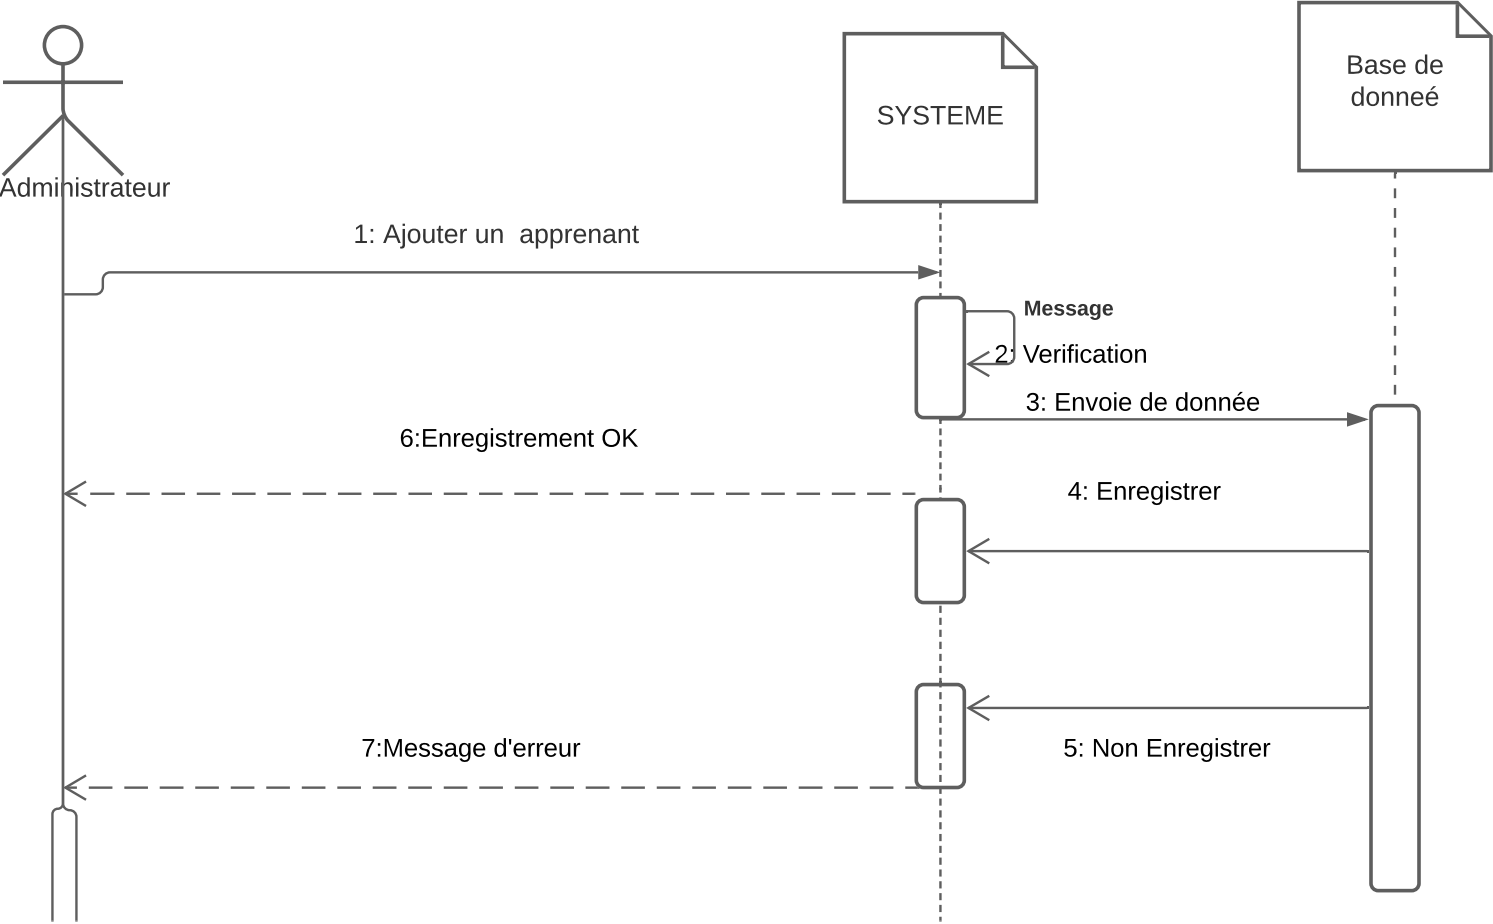 Base de
donneé
SYSTEME
Administrateur
1: Ajouter un  apprenant
Message
2: Verification
3: Envoie de donnée
6:Enregistrement OK
4: Enregistrer
7:Message d'erreur
5: Non Enregistrer